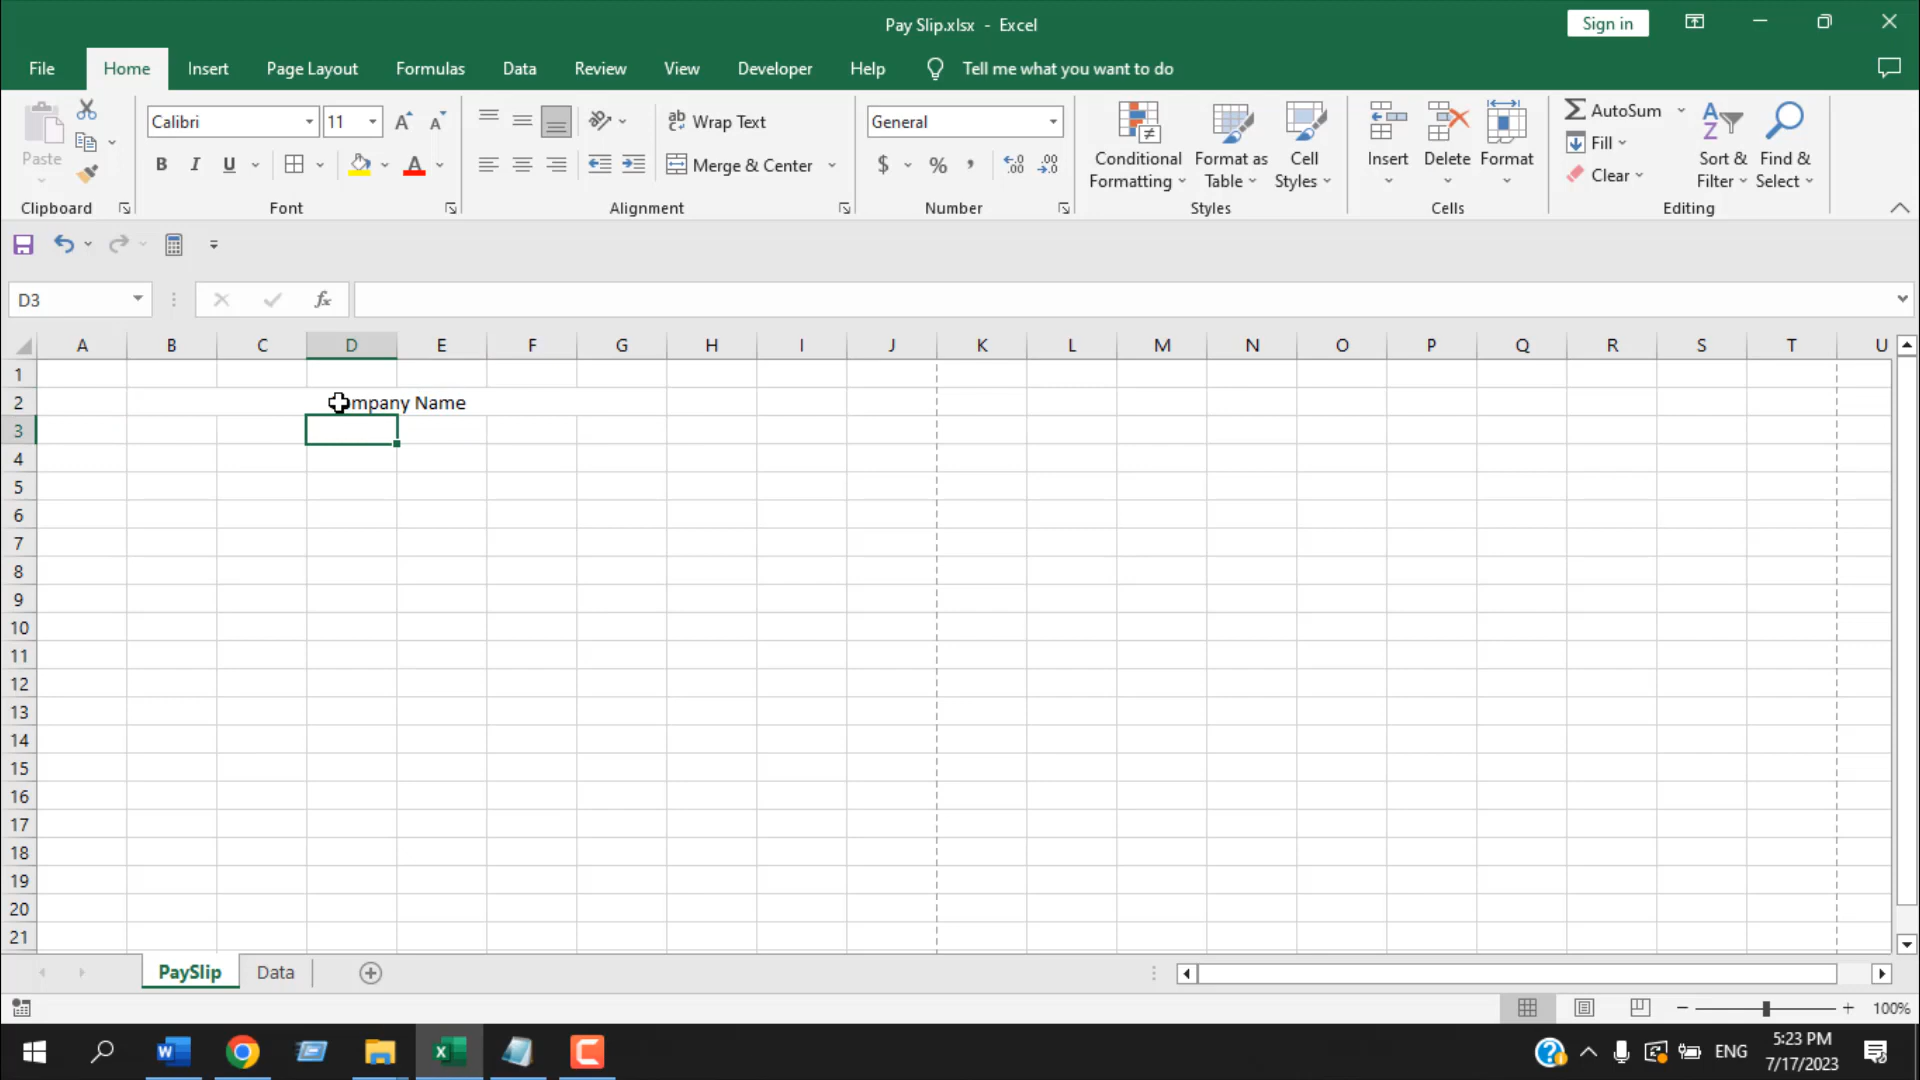 Pay Slip.xlsx - Excel
Sign in
File Home Insert Page Layout Formulas Data Review View Developer Help Tell me what you want to do
Paste
Clipboard
Calibri 11
B I U A
Font
Wrap Text
Merge & Center
Alignment
General
$ % ,
Number
Conditional Formatting
Format as Table
Cell Styles
Styles
Insert Delete Format
Cells
AutoSum
Fill
Clear
Sort & Filter
Find & Select
Editing
D3 fx
A B C D E F G H I J K L M N O P Q R S T U
1
2 mpany Name
3
4
5
6
7
8
9
10
11
12
13
14
15
16
17
18
19
20
21
PaySlip Data
100%
ENG
5:23 PM
7/17/2023